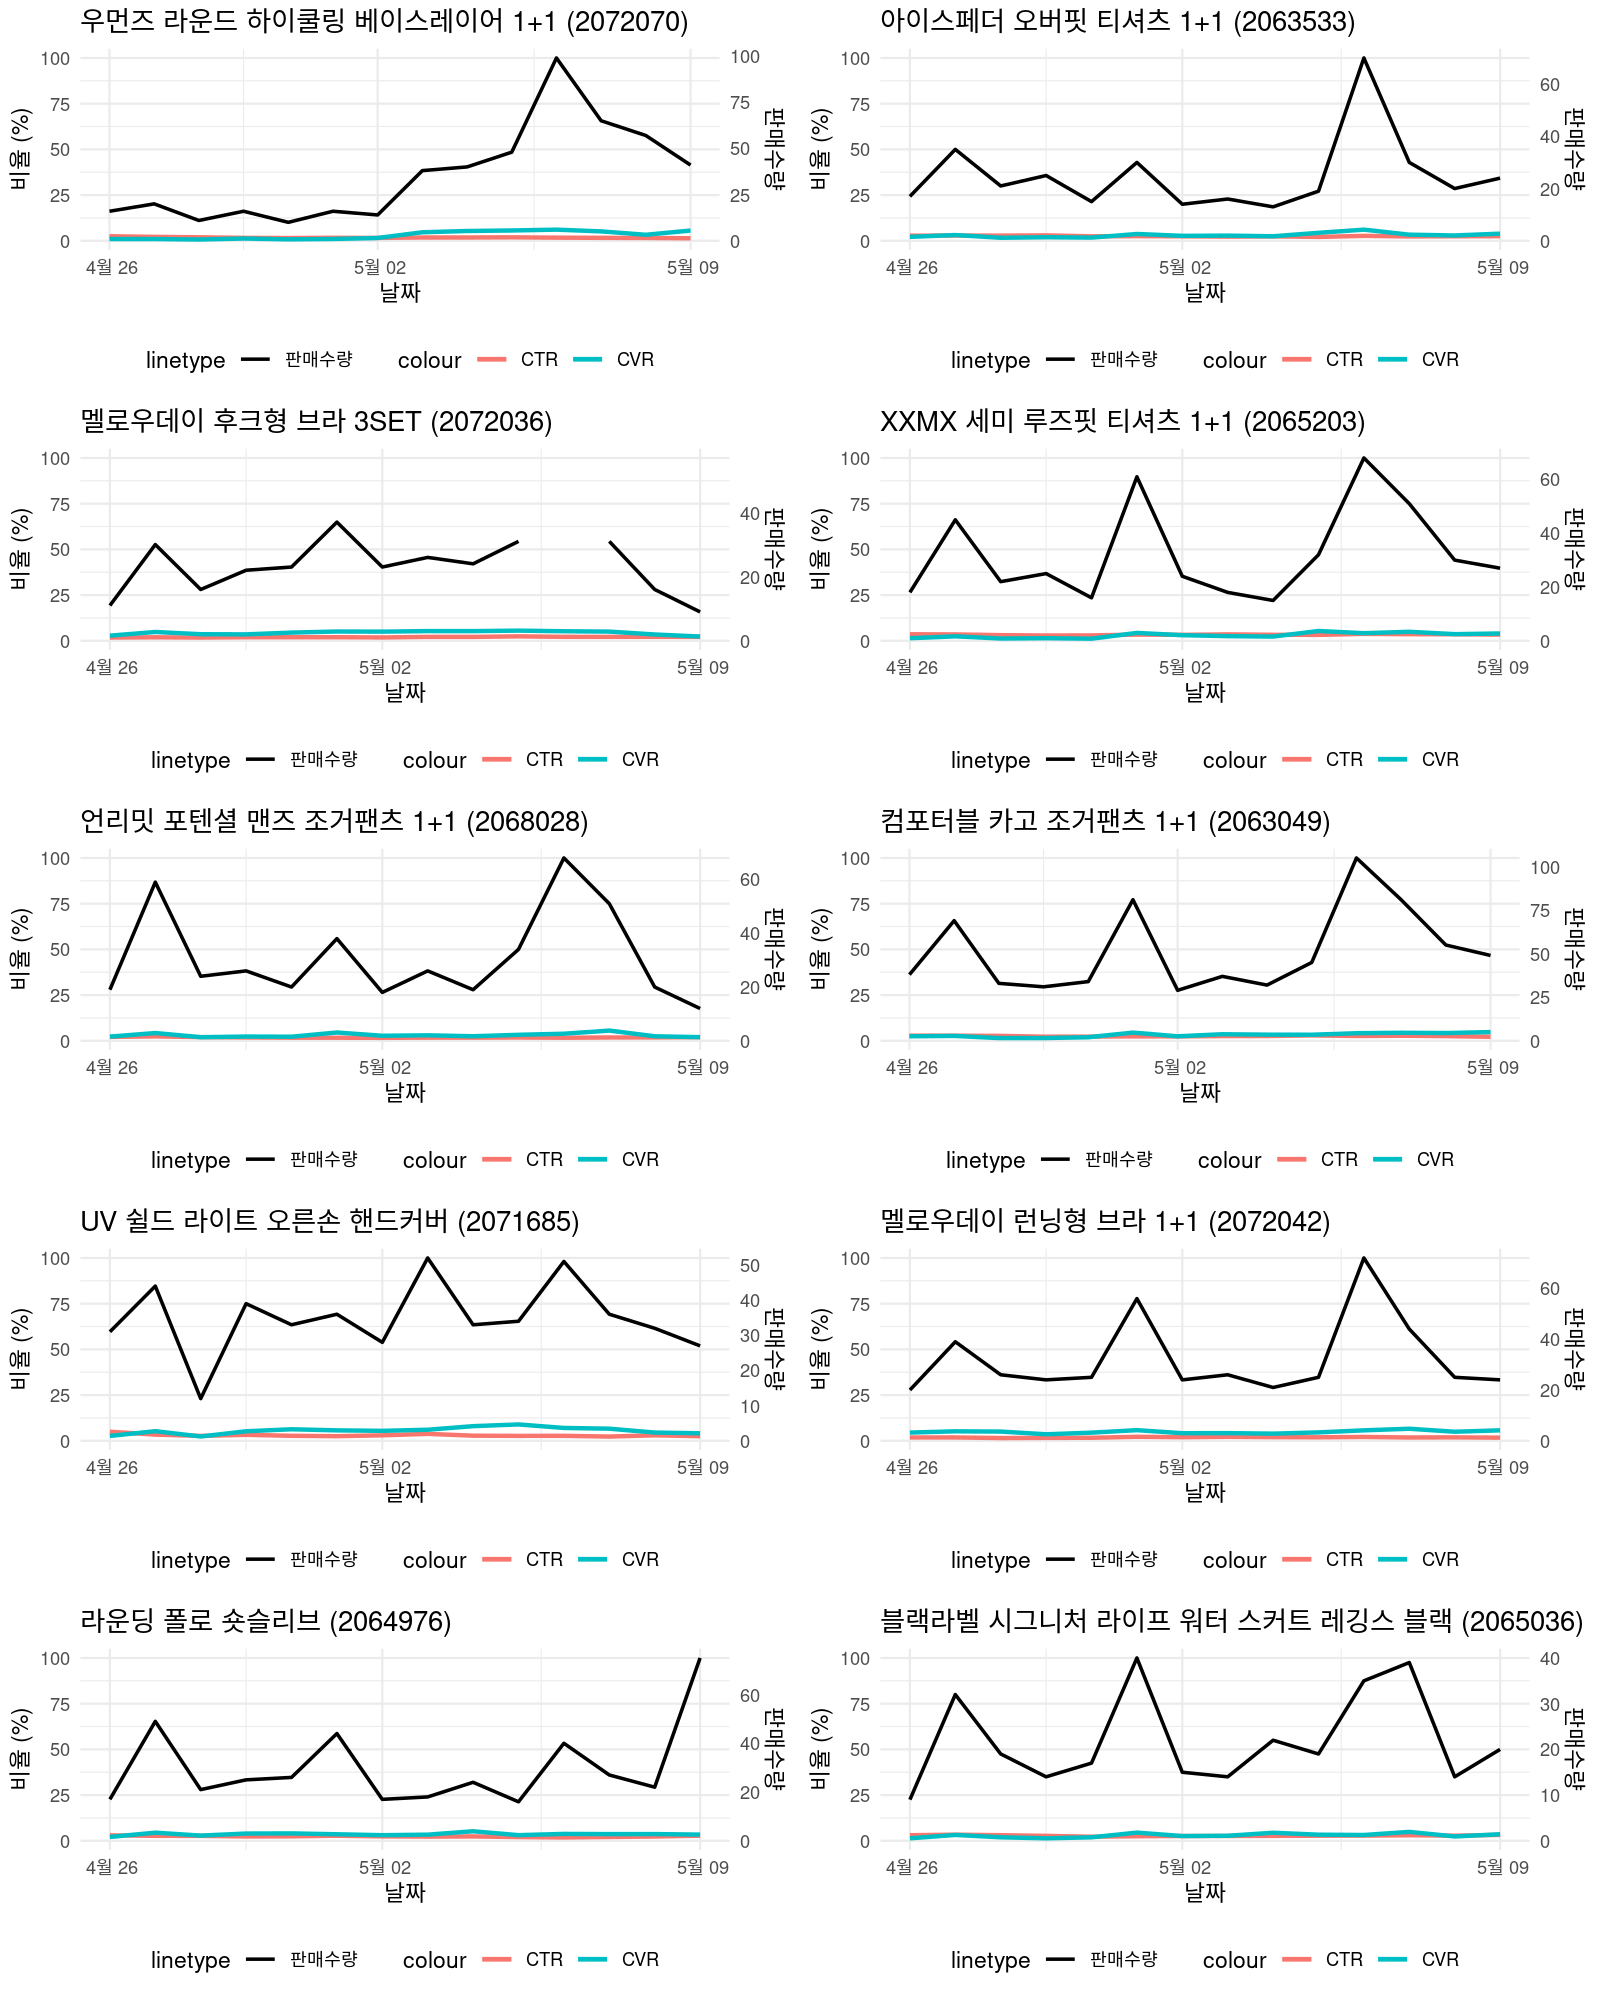 우먼즈 라운드 하이쿨링 베이스레이어 1+1 (2072070)
비율 (%)
100
75
50
25
0
100
75
50
25
0
판매수량
4월 26
5월 02
5월 09
날짜
linetype 판매수량 colour CTR CVR
아이스페더 오버핏 티셔츠 1+1 (2063533)
비율 (%)
100
75
50
25
0
60
40
20
0
판매수량
4월 26
5월 02
5월 09
날짜
linetype 판매수량 colour CTR CVR
멜로우데이 후크형 브라 3SET (2072036)
비율 (%)
100
75
50
25
0
40
20
0
판매수량
4월 26
5월 02
5월 09
날짜
linetype 판매수량 colour CTR CVR
XXMX 세미 루즈핏 티셔츠 1+1 (2065203)
비율 (%)
100
75
50
25
0
60
40
20
0
판매수량
4월 26
5월 02
5월 09
날짜
linetype 판매수량 colour CTR CVR
언리밋 포텐셜 맨즈 조거팬츠 1+1 (2068028)
비율 (%)
100
75
50
25
0
60
40
20
0
판매수량
4월 26
5월 02
5월 09
날짜
linetype 판매수량 colour CTR CVR
컴포터블 카고 조거팬츠 1+1 (2063049)
비율 (%)
100
75
50
25
0
100
75
50
25
0
판매수량
4월 26
5월 02
5월 09
날짜
linetype 판매수량 colour CTR CVR
UV 쉴드 라이트 오른손 핸드커버 (2071685)
비율 (%)
100
75
50
25
0
50
40
30
20
10
0
판매수량
4월 26
5월 02
5월 09
날짜
linetype 판매수량 colour CTR CVR
멜로우데이 런닝형 브라 1+1 (2072042)
비율 (%)
100
75
50
25
0
60
40
20
0
판매수량
4월 26
5월 02
5월 09
날짜
linetype 판매수량 colour CTR CVR
라운딩 폴로 숏슬리브 (2064976)
비율 (%)
100
75
50
25
0
60
40
20
0
판매수량
4월 26
5월 02
5월 09
날짜
linetype 판매수량 colour CTR CVR
블랙라벨 시그니처 라이프 워터 스커트 레깅스 블랙 (2065036)
비율 (%)
100
75
50
25
0
40
30
20
10
0
판매수량
4월 26
5월 02
5월 09
날짜
linetype 판매수량 colour CTR CVR